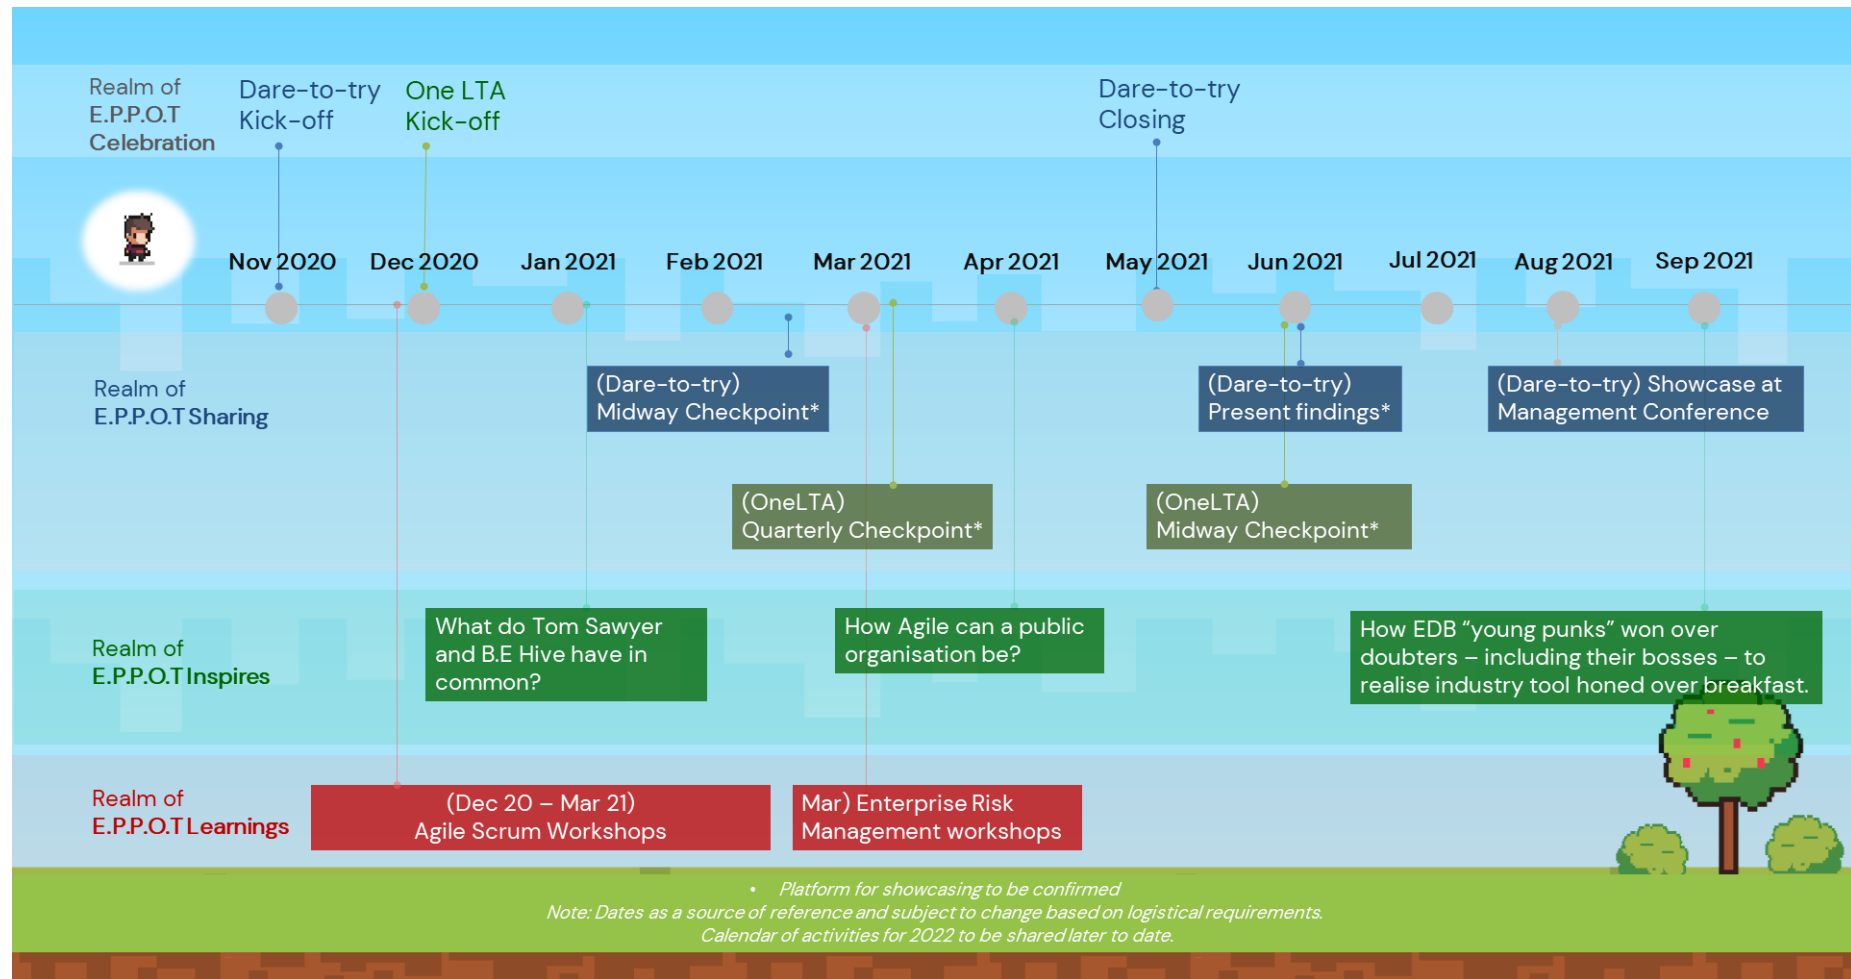 Realm of
E.P.P.O.T
Celebration
Dare-to-try
Kick-off
One LTA
Kick-off
Dare-to-try
Closing
Nov 2020
Dec 2020
Jan 2021
Feb 2021
Mar 2021
Apr 2021
May 2021
Jun 2021
Jul 2021
Aug 2021
Sep 2021
Realm of
E.P.P.O.T Sharing
(Dare-to-try)
Midway Checkpoint*
(Dare-to-try)
Present findings*
(Dare-to-try) Showcase at
Management Conference
(OneLTA)
Quarterly Checkpoint*
(OneLTA)
Midway Checkpoint*
Realm of
E.P.P.O.T Inspires
What do Tom Sawyer
and B.E Hive have in
common?
How Agile can a public
organisation be?
How EDB “young punks” won over
doubters – including their bosses – to
realise industry tool honed over breakfast.
Realm of
E.P.P.O.T Learnings
(Dec 20 – Mar 21)
Agile Scrum Workshops
Mar) Enterprise Risk
Management workshops
• Platform for showcasing to be confirmed
Note: Dates as a source of reference and subject to change based on logistical requirements.
Calendar of activities for 2022 to be shared later to date.